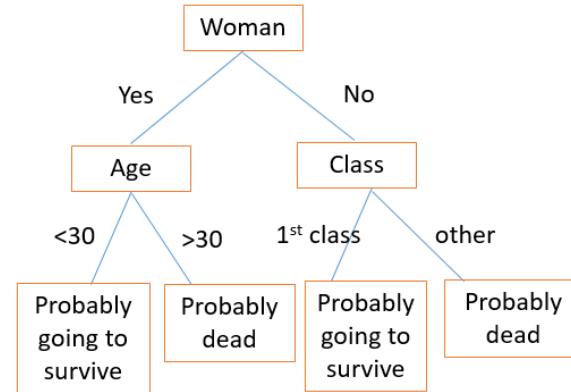 Woman
Yes
No
Age
Class
<30
>30
1st class
other
Probably
going to
survive
Probably
dead
Probably
going to
survive
Probably
dead